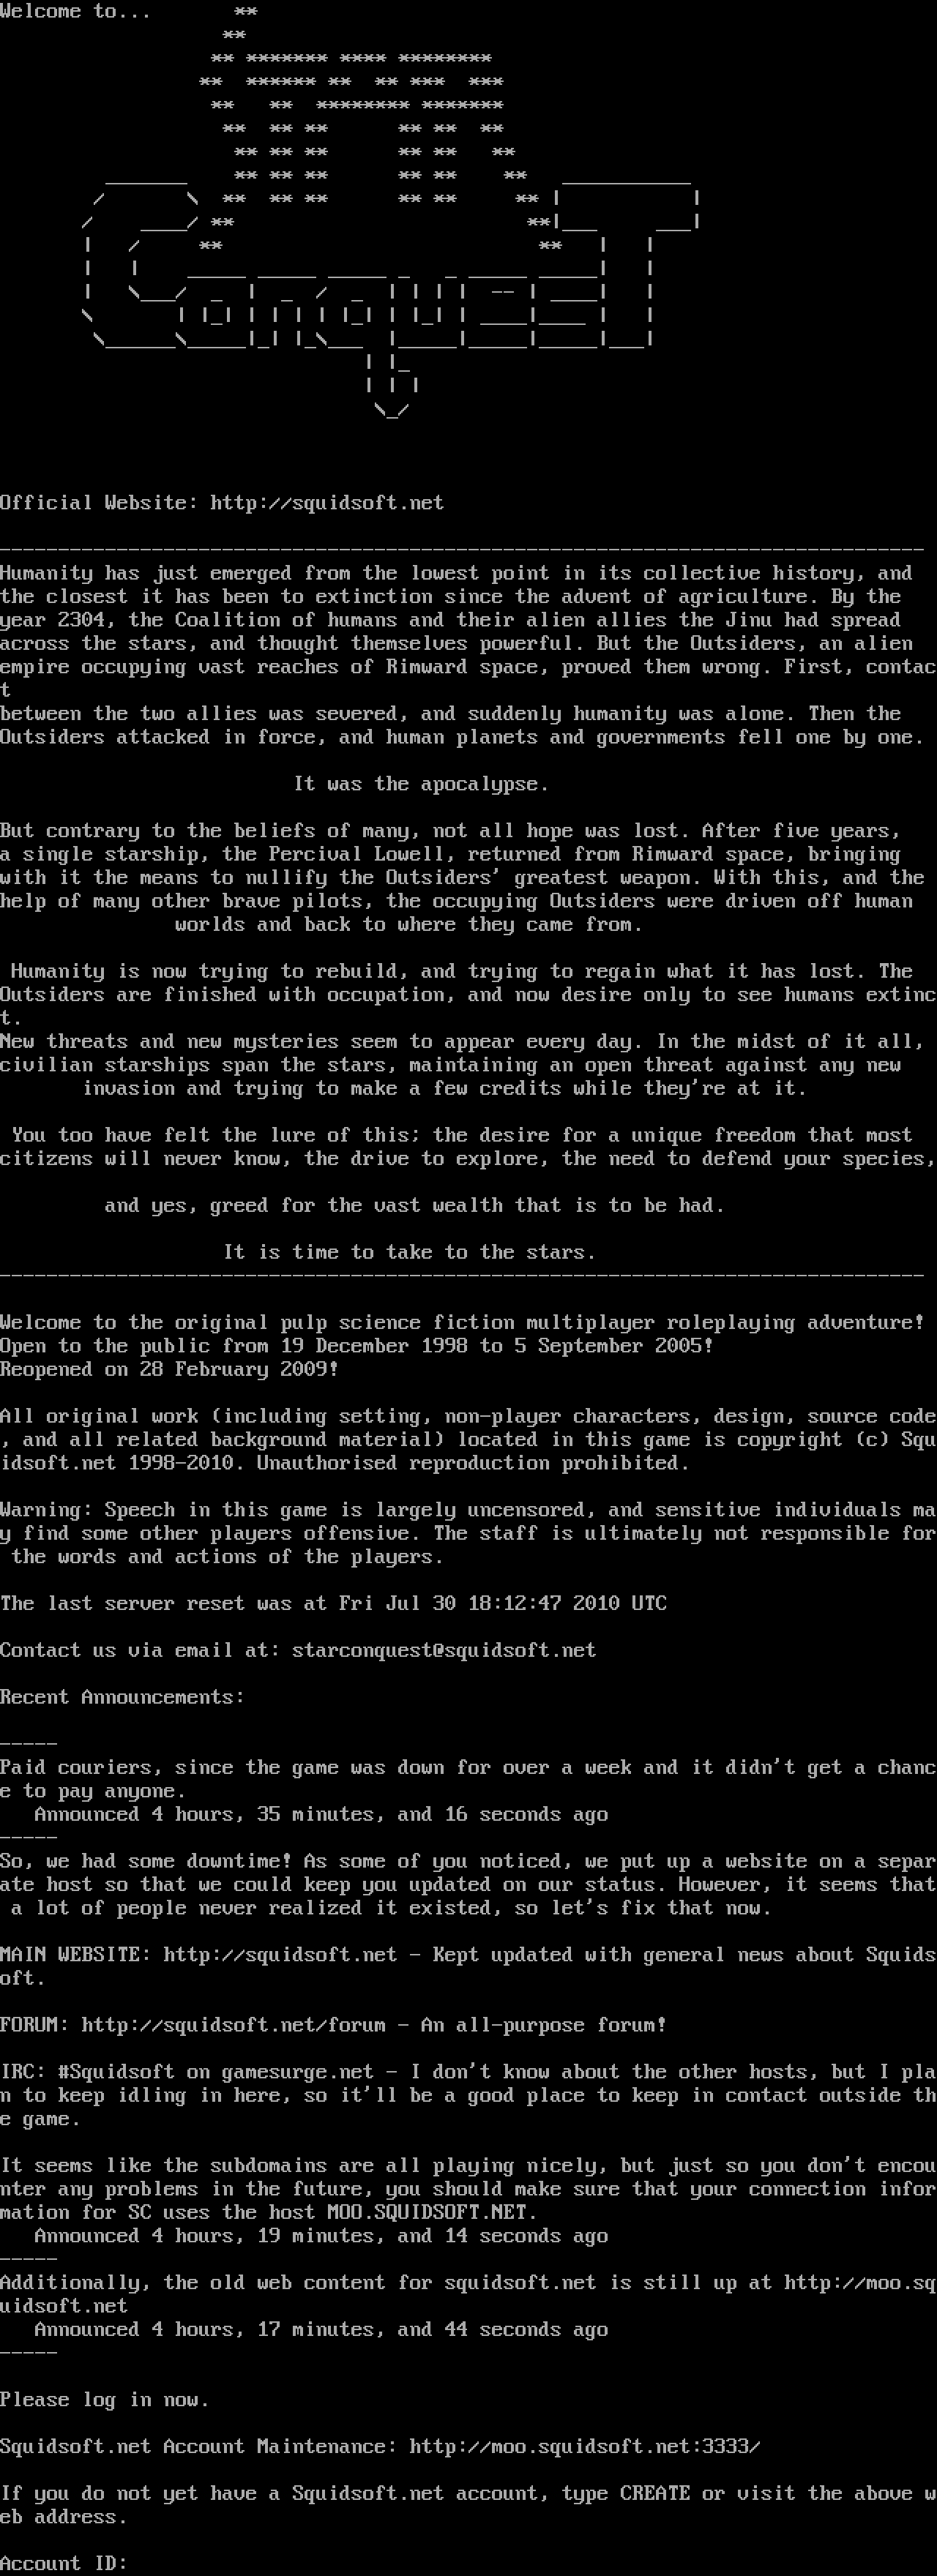 Welcome to...
Star
ConquesT
Official Website: http://squidsoft.net
-------------------------------------------------------------------------------
Humanity has just emerged from the lowest point in its collective history, and
the closest it has been to extinction since the advent of agriculture. By the
year 2304, the Coalition of humans and their alien allies the Jinu had spread
across the stars, and thought themselves powerful. But the Outsiders, an alien
empire occupying vast reaches of Rimward space, proved them wrong. First, contac
t
between the two allies was severed, and suddenly humanity was alone. Then the
Outsiders attacked in force, and human planets and governments fell one by one.
It was the apocalypse.
But contrary to the beliefs of many, not all hope was lost. After five years,
a single starship, the Percival Lowell, returned from Rimward space, bringing
with it the means to nullify the Outsiders' greatest weapon. With this, and the
help of many other brave pilots, the occupying Outsiders were driven off human
worlds and back to where they came from.
Humanity is now trying to rebuild, and trying to regain what it has lost. The
Outsiders are finished with occupation, and now desire only to see humans extinc
t.
New threats and new mysteries seem to appear every day. In the midst of it all,
civilian starships span the stars, maintaining an open threat against any new
invasion and trying to make a few credits while they're at it.
You too have felt the lure of this; the desire for a unique freedom that most
citizens will never know, the drive to explore, the need to defend your species,
and yes, greed for the vast wealth that is to be had.
It is time to take to the stars.
-------------------------------------------------------------------------------
Welcome to the original pulp science fiction multiplayer roleplaying adventure!
Open to the public from 19 December 1998 to 5 September 2005!
Reopened on 28 February 2009!
All original work (including setting, non-player characters, design, source code
, and all related background material) located in this game is copyright (c) Squ
idsoft.net 1998-2010. Unauthorised reproduction prohibited.
Warning: Speech in this game is largely uncensored, and sensitive individuals ma
y find some other players offensive. The staff is ultimately not responsible for
the words and actions of the players.
The last server reset was at Fri Jul 30 18:12:47 2010 UTC
Contact us via email at: starconquest@squidsoft.net
Recent Announcements:
-----
Paid couriers, since the game was down for over a week and it didn't get a chanc
e to pay anyone.
Announced 4 hours, 35 minutes, and 16 seconds ago
-----
So, we had some downtime! As some of you noticed, we put up a website on a separ
ate host so that we could keep you updated on our status. However, it seems that
a lot of people never realized it existed, so let's fix that now.
MAIN WEBSITE: http://squidsoft.net - Kept updated with general news about Squids
oft.
FORUM: http://squidsoft.net/forum - An all-purpose forum!
IRC: #Squidsoft on gamesurge.net - I don't know about the other hosts, but I pla
n to keep idling in here, so it'll be a good place to keep in contact outside th
e game.
It seems like the subdomains are all playing nicely, but just so you don't encou
nter any problems in the future, you should make sure that your connection infor
mation for SC uses the host MOO.SQUIDSOFT.NET.
Announced 4 hours, 19 minutes, and 14 seconds ago
-----
Additionally, the old web content for squidsoft.net is still up at http://moo.sq
uidsoft.net
Announced 4 hours, 17 minutes, and 44 seconds ago
-----
Please log in now.
Squidsoft.net Account Maintenance: http://moo.squidsoft.net:3333/
If you do not yet have a Squidsoft.net account, type CREATE or visit the above w
eb address.
Account ID: